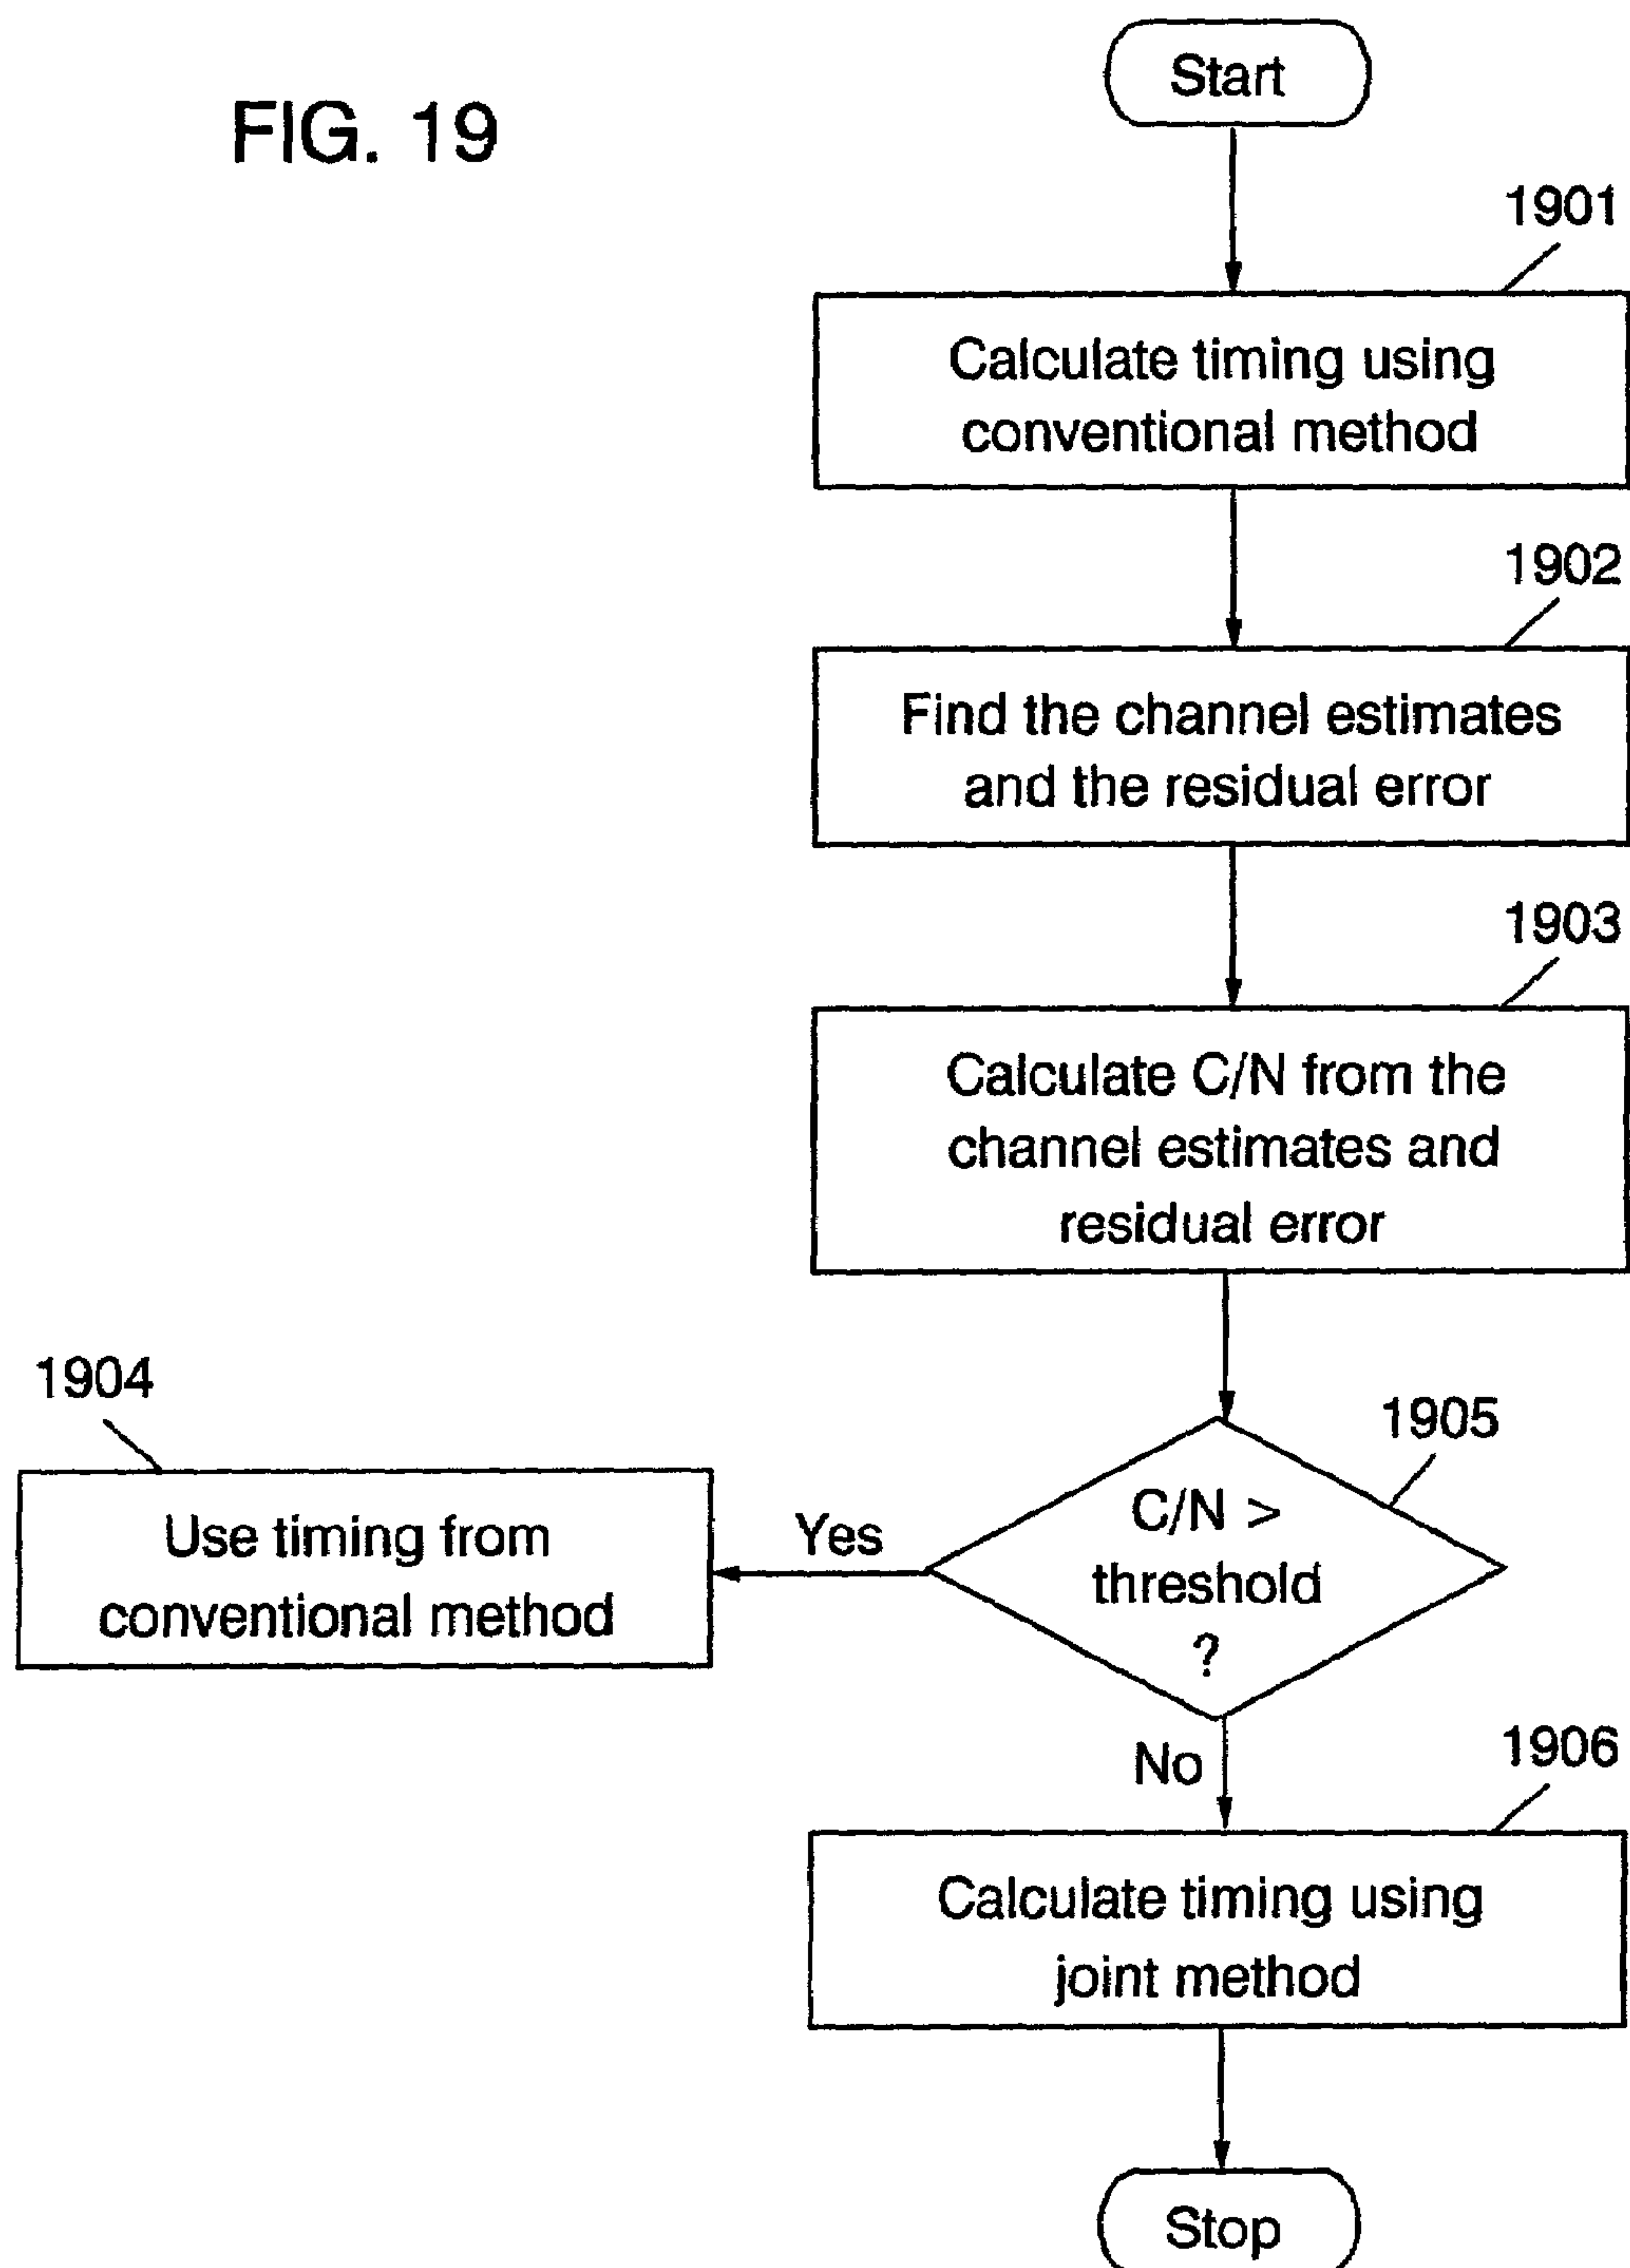 FIG. 19
Start
1901
Calculate timing using
conventional method
1902
Find the channel estimates
and the residual error
1903
Calculate C/N from the
channel estimates and
residual error
1904
Use timing from
conventional method
Yes
1905
C/N >
threshold
?
No
1906
Calculate timing using
joint method
Stop